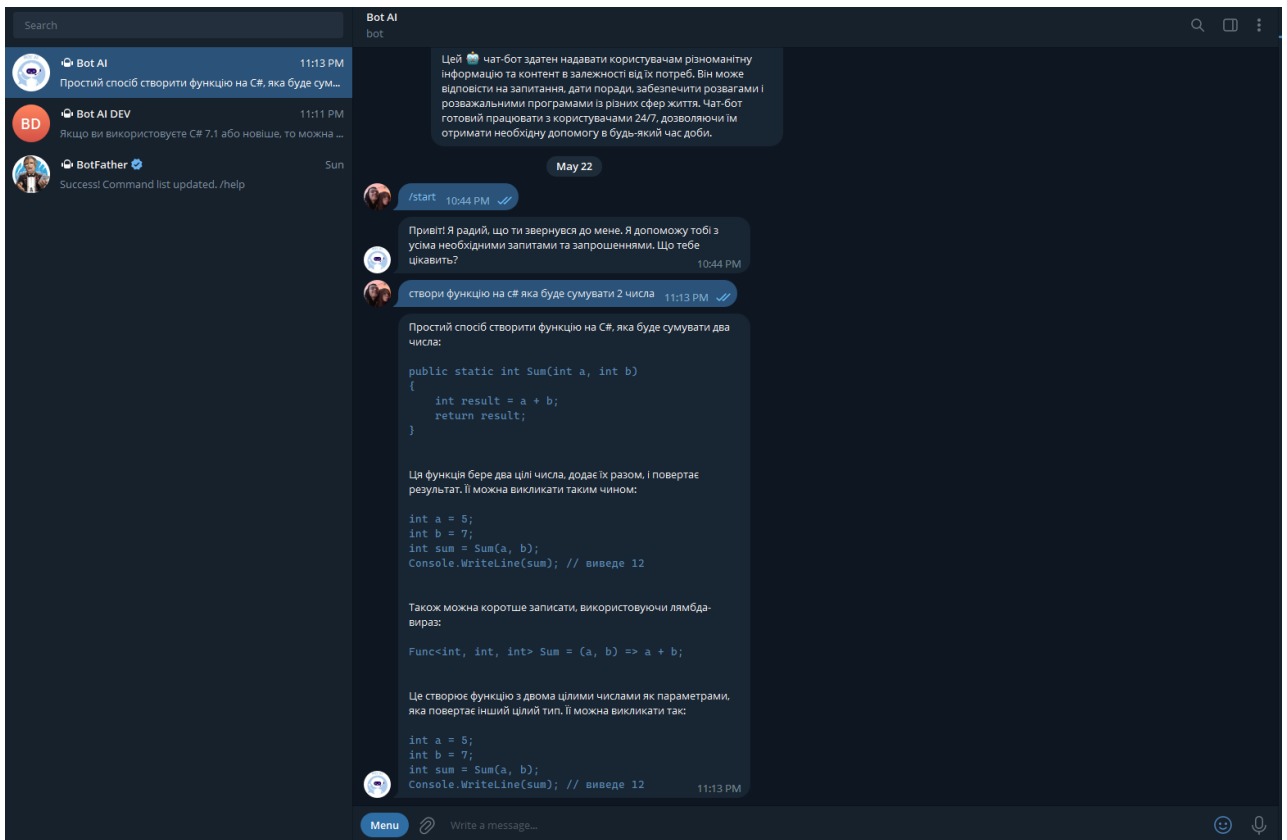 Search
Bot AI
11:13 PM
Простий спосіб створити функцію на C#, яка буде сум...
BD
Bot AI DEV
11:11 PM
Якщо ви використовуєте C# 7.1 або новіше, то можна ...
BotFather
Sun
Success! Command list updated. /help
Bot AI
bot
Цей 🤖 чат-бот здатен надавати користувачам різноманітну
інформацію та контент в залежності від їх потреб. Він може
відповісти на запитання, дати поради, забезпечити розвагами і
розважальними програмами із різних сфер життя. Чат-бот
готовий працювати з користувачами 24/7, дозволяючи їм
отримати необхідну допомогу в будь-який час доби.
May 22
/start 10:44 PM
Привіт! Я радий, що ти звернувся до мене. Я допоможу тобі з
усіма необхідними запитами та запрошеннями. Що тебе
цікавить?
10:44 PM
створи функцію на с# яка буде сумувати 2 числа 11:13 PM
Простий спосіб створити функцію на C#, яка буде сумувати два
числа:
public static int Sum(int a, int b)
{
    int result = a + b;
    return result;
}
Ця функція бере два цілі числа, додає їх разом, і повертає
результат. Її можна викликати таким чином:
int a = 5;
int b = 7;
int sum = Sum(a, b);
Console.WriteLine(sum); // виведе 12
Також можна коротше записати, використовуючи лямбда-
вираз:
Func<int, int, int> Sum = (a, b) => a + b;
Це створює функцію з двома цілими числами як параметрами,
яка повертає інший цілий тип. Її можна викликати так:
int a = 5;
int b = 7;
int sum = Sum(a, b);
Console.WriteLine(sum); // виведе 12
11:13 PM
Menu
Write a message...